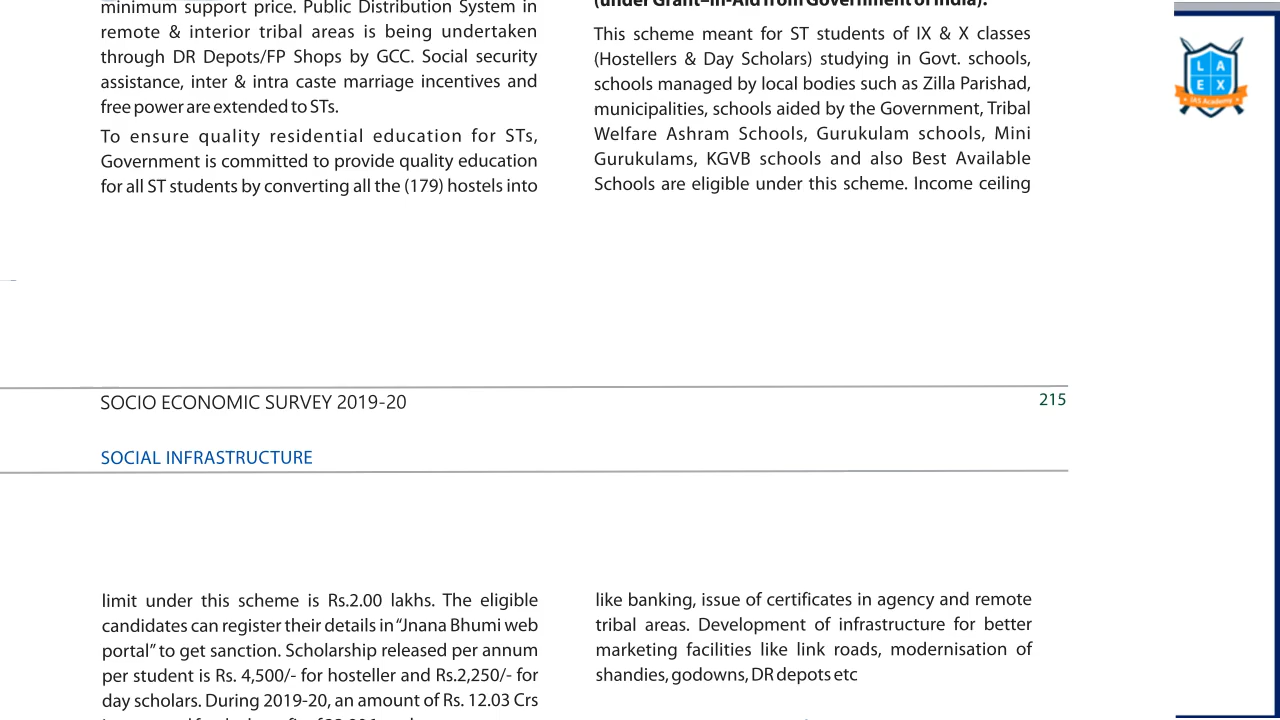 minimum support price. Public Distribution System in
remote & interior tribal areas is being undertaken
through DR Depots/FP Shops by GCC. Social security
assistance, inter & intra caste marriage incentives and
free power are extended to STs.
To ensure quality residential education for STs,
Government is committed to provide quality education
for all ST students by converting all the (179) hostels into
(under Grant–in-Aid from Government of India).
This scheme meant for ST students of IX & X classes
(Hostellers & Day Scholars) studying in Govt. schools,
schools managed by local bodies such as Zilla Parishad,
municipalities, schools aided by the Government, Tribal
Welfare Ashram Schools, Gurukulam schools, Mini
Gurukulams, KGVB schools and also Best Available
Schools are eligible under this scheme. Income ceiling
L A
E X
IAS Academy
SOCIO ECONOMIC SURVEY 2019-20
215
SOCIAL INFRASTRUCTURE
limit under this scheme is Rs.2.00 lakhs. The eligible
candidates can register their details in “Jnana Bhumi web
portal” to get sanction. Scholarship released per annum
per student is Rs. 4,500/- for hosteller and Rs.2,250/- for
day scholars. During 2019-20, an amount of Rs. 12.03 Crs
like banking, issue of certificates in agency and remote
tribal areas. Development of infrastructure for better
marketing facilities like link roads, modernisation of
shandies, godowns, DR depots etc